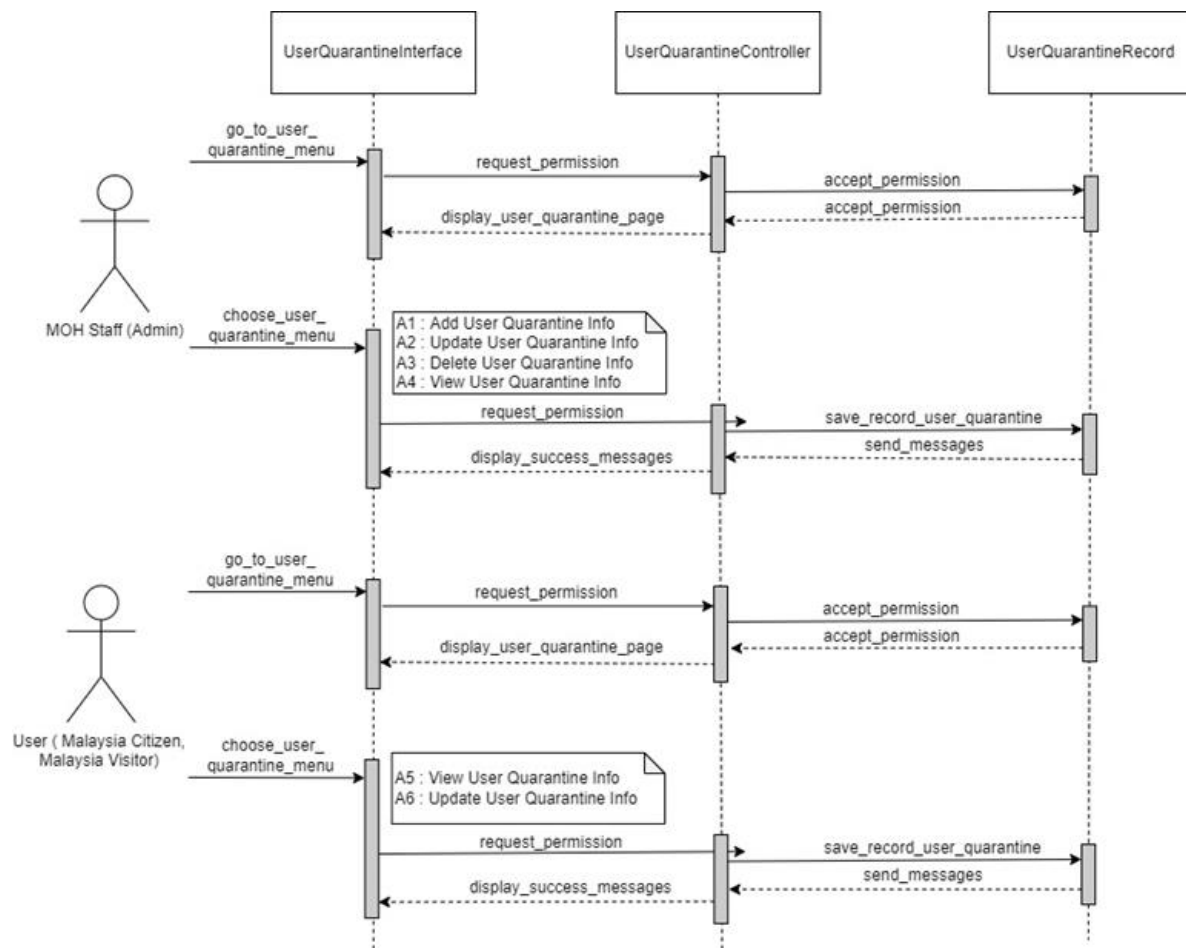 UserQuarantineInterface
UserQuarantineController
UserQuarantineRecord
go_to_user_
quarantine_menu
request_permission
accept_permission
accept_permission
display_user_quarantine_page
MOH Staff (Admin)
choose_user_
quarantine_menu
A1 : Add User Quarantine Info
A2 : Update User Quarantine Info
A3 : Delete User Quarantine Info
A4 : View User Quarantine Info
request_permission
save_record_user_quarantine
send_messages
display_success_messages
go_to_user_
quarantine_menu
request_permission
accept_permission
accept_permission
display_user_quarantine_page
User ( Malaysia Citizen,
Malaysia Visitor)
choose_user_
quarantine_menu
A5 : View User Quarantine Info
A6 : Update User Quarantine Info
request_permission
save_record_user_quarantine
send_messages
display_success_messages